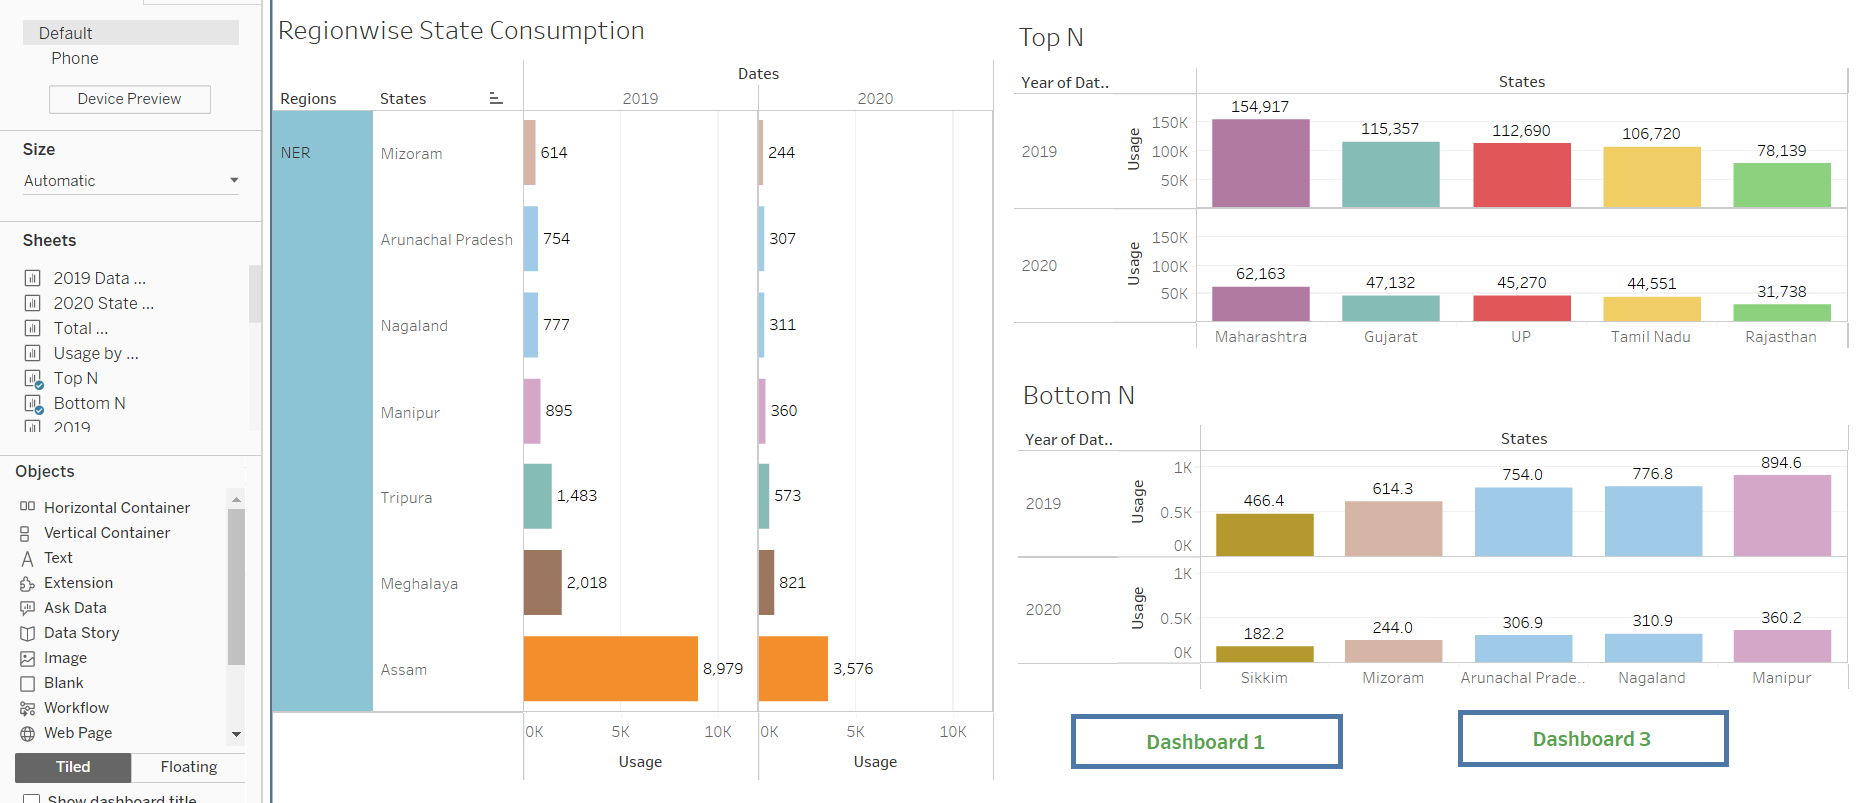 Default
Phone
Device Preview
Size
Automatic
Sheets
2019 Data ...
2020 State ...
Total ...
Usage by ...
Top N
Bottom N
2019
Objects
Horizontal Container
Vertical Container
Text
Extension
Ask Data
Data Story
Image
Blank
Workflow
Web Page
Tiled Floating
Show dashboard title
Regionwise State Consumption
Dates
Regions States 2019 2020
NER Mizoram 614 244
Arunachal Pradesh 754 307
Nagaland 777 311
Manipur 895 360
Tripura 1,483 573
Meghalaya 2,018 821
Assam 8,979 3,576
0K 5K 10K 0K 5K 10K
Usage Usage
Top N
Year of Dat.. States
2019 Usage 150K 100K 50K
154,917 115,357 112,690 106,720 78,139
2020 Usage 150K 100K 50K
62,163 47,132 45,270 44,551 31,738
Maharashtra Gujarat UP Tamil Nadu Rajasthan
Bottom N
Year of Dat.. States
2019 Usage 1K 0.5K 0K
466.4 614.3 754.0 776.8 894.6
2020 Usage 1K 0.5K 0K
182.2 244.0 306.9 310.9 360.2
Sikkim Mizoram Arunachal Prade.. Nagaland Manipur
Dashboard 1 Dashboard 3